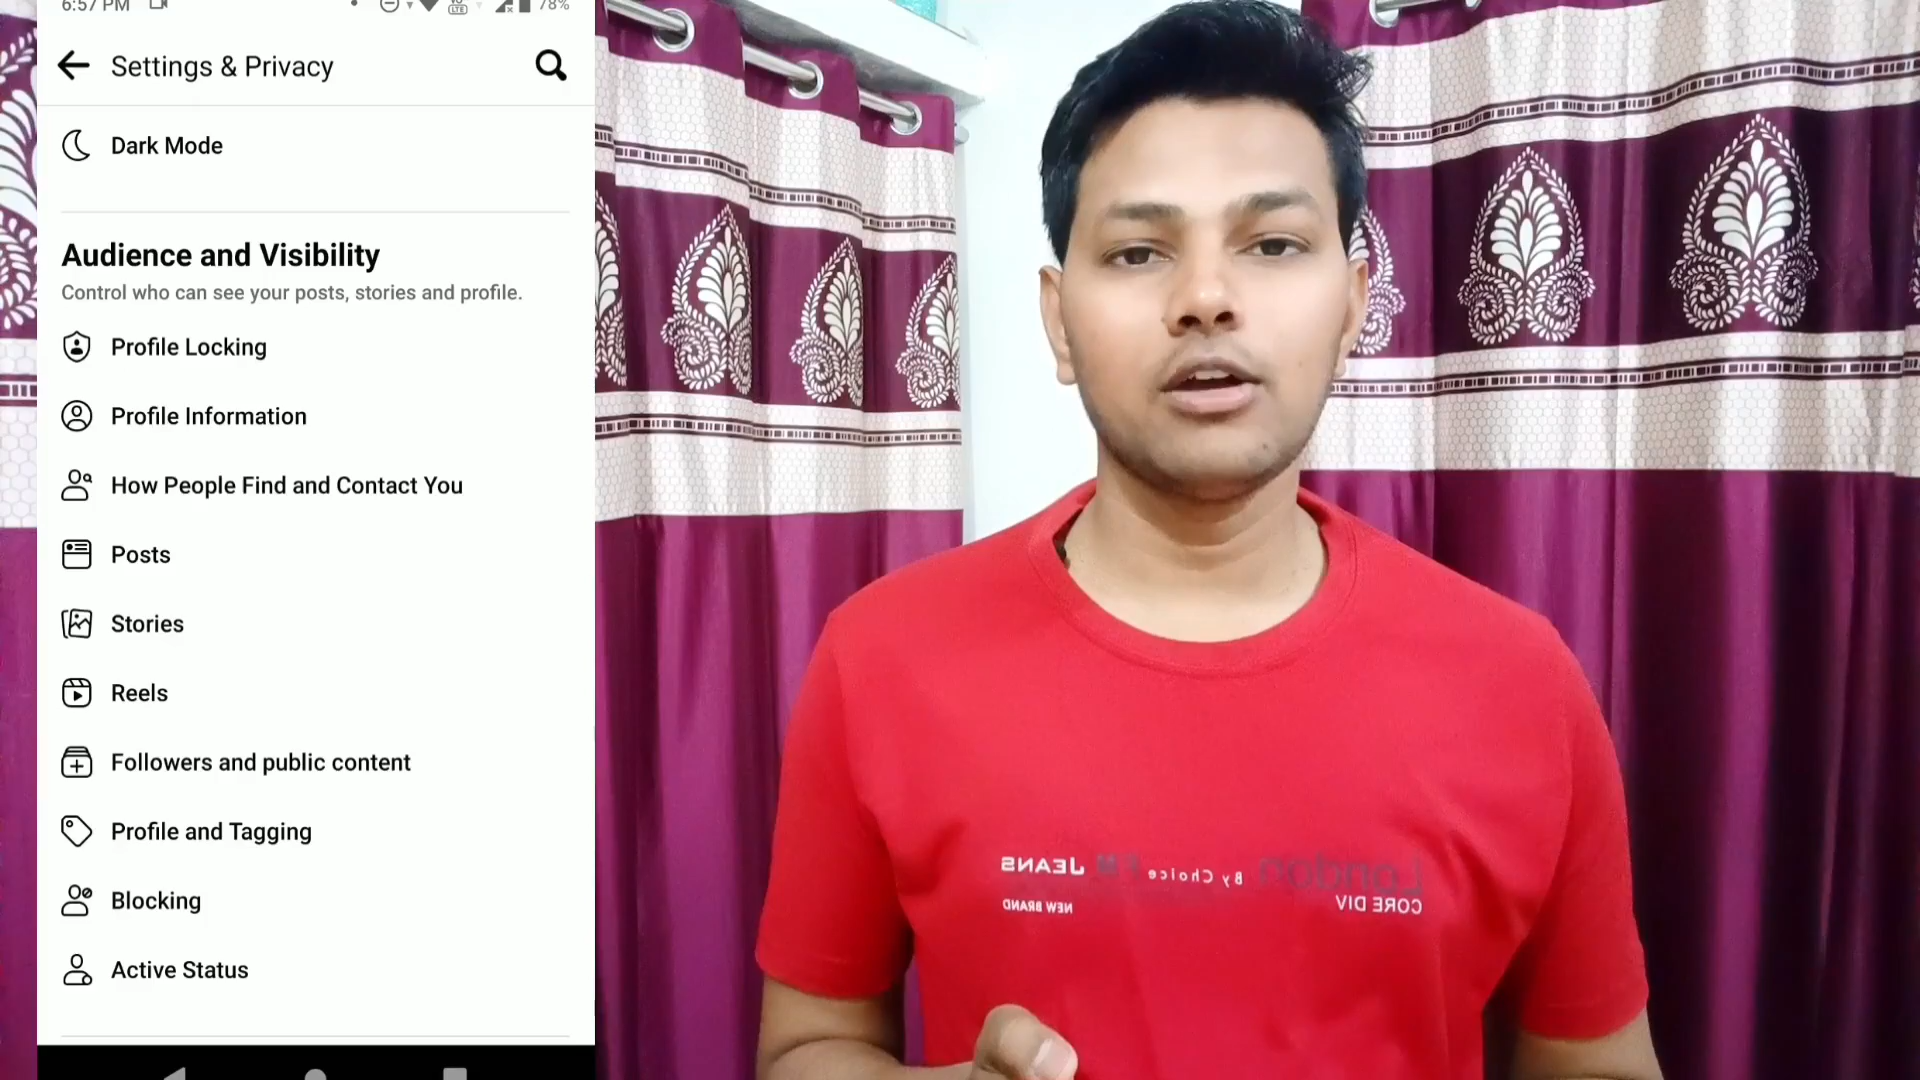 6:57 PM 78%
Settings & Privacy
Dark Mode
Audience and Visibility
Control who can see your posts, stories and profile.
Profile Locking
Profile Information
How People Find and Contact You
Posts
Stories
Reels
Followers and public content
Profile and Tagging
Blocking
Active Status
London By Choice JEANS
CORE DIV NEW BRAND